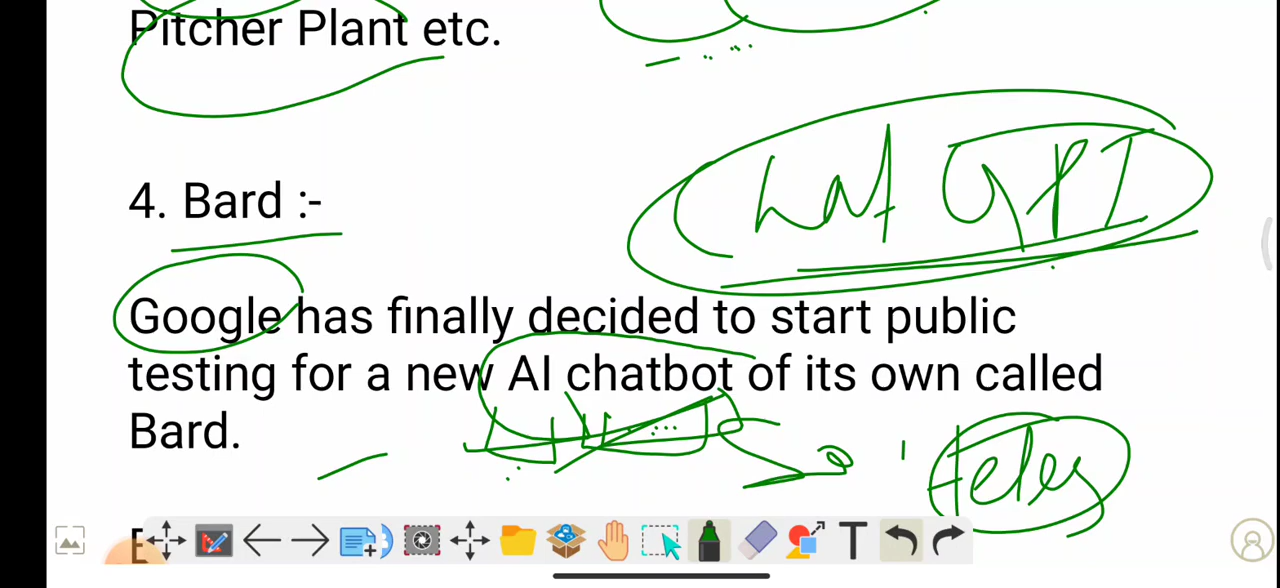 Pitcher Plant etc.
4. Bard :-
Google has finally decided to start public
testing for a new AI chatbot of its own called
Bard.